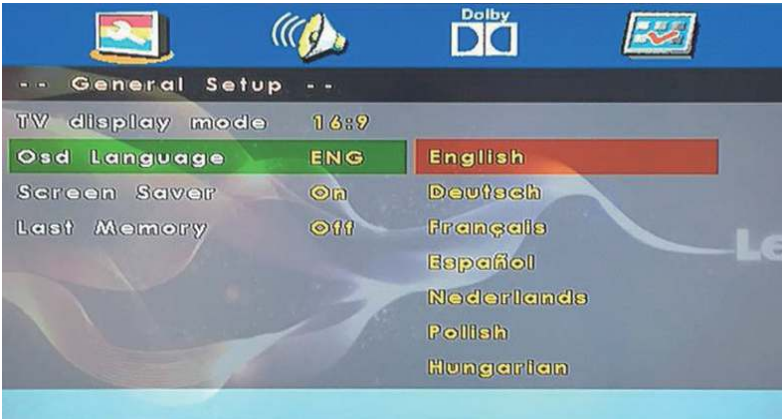 Dolby
-- General Setup --
TV display mode 16:9
Osd Language ENG English
Screen Saver On Deutsch
Last Memory Off Français
Español
Le
Nederlands
Polish
Hungarian